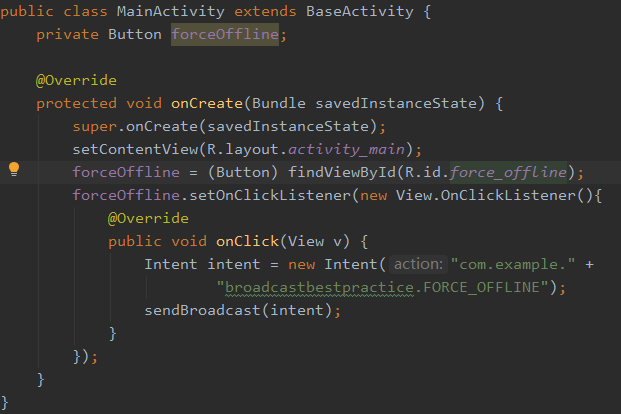 public class MainActivity extends BaseActivity {
    private Button forceOffline;

    @Override
    protected void onCreate(Bundle savedInstanceState) {
        super.onCreate(savedInstanceState);
        setContentView(R.layout.activity_main);
        forceOffline = (Button) findViewById(R.id.force_offline);
        forceOffline.setOnClickListener(new View.OnClickListener(){
            @Override
            public void onClick(View v) {
                Intent intent = new Intent( action: "com.example." +
                        "broadcastbestpractice.FORCE_OFFLINE");
                sendBroadcast(intent);
            }
        });
    }
}